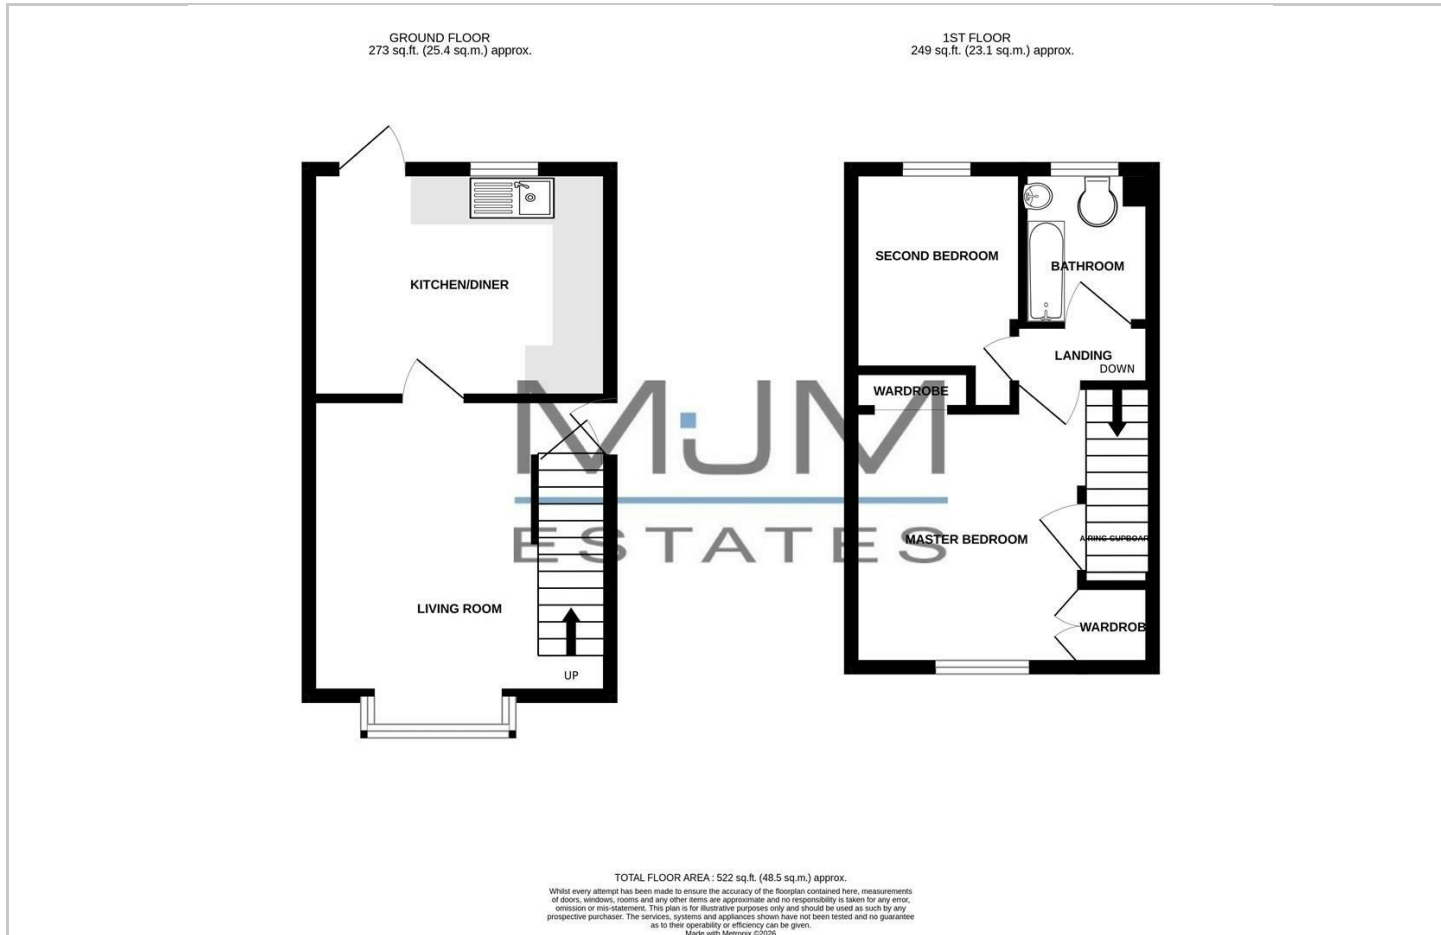 GROUND FLOOR
273 sq.ft. (25.4 sq.m.) approx.
1ST FLOOR
249 sq.ft. (23.1 sq.m.) approx.
KITCHEN/DINER
LIVING ROOM
UP
SECOND BEDROOM
BATHROOM
LANDING
DOWN
WARDROBE
MASTER BEDROOM
AIRING CUPBOAR
WARDROB
MJM
ESTATES
TOTAL FLOOR AREA : 522 sq.ft. (48.5 sq.m.) approx.
Whilst every attempt has been made to ensure the accuracy of the floorplan contained here, measurements
of doors, windows, rooms and any other items are approximate and no responsibility is taken for any error,
omission or mis-statement. This plan is for illustrative purposes only and should be used as such by any
prospective purchaser. The services, systems and appliances shown have not been tested and no guarantee
as to their operability or efficiency can be given.
Made with Metropix ©2026